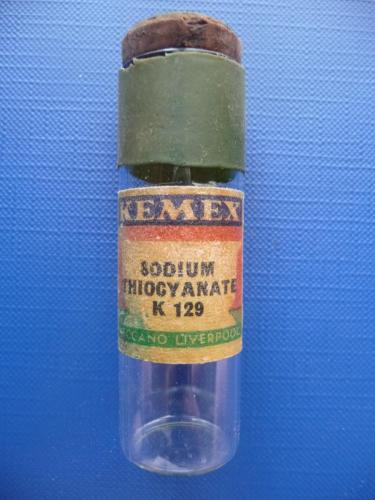 KEMEX
SODIUM
THIOCYANATE
K 129
MECCANO LIVERPOOL